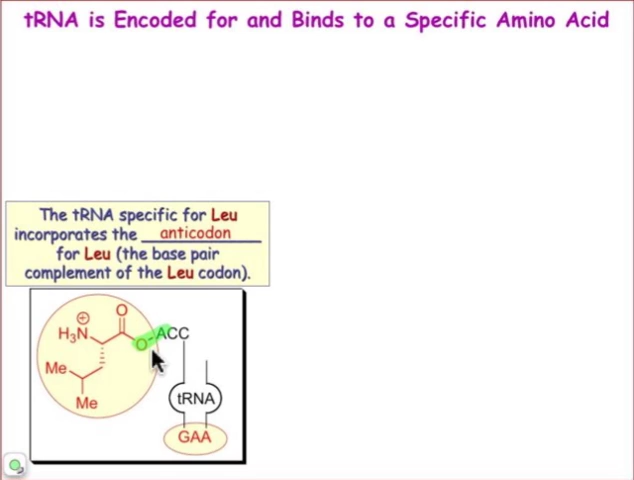 tRNA is Encoded for and Binds to a Specific Amino Acid
The tRNA specific for Leu
incorporates the anticodon
for Leu (the base pair
complement of the Leu codon).
O
H3N
O-ACC
Me
Me
tRNA
GAA